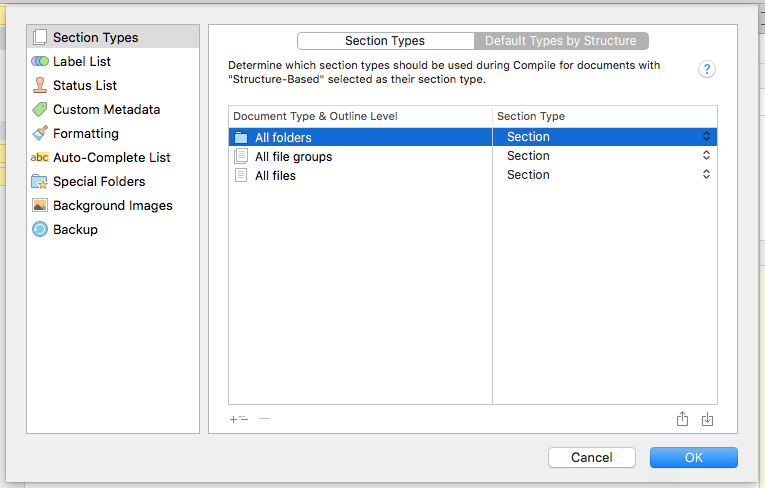 Section Types
Label List
Status List
Custom Metadata
Formatting
abc Auto-Complete List
Special Folders
Background Images
Backup
Section Types Default Types by Structure
Determine which section types should be used during Compile for documents with
"Structure-Based" selected as their section type.
?
Document Type & Outline Level Section Type
All folders Section
All file groups Section
All files Section
Cancel OK